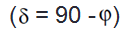 (δ = 90 -φ)